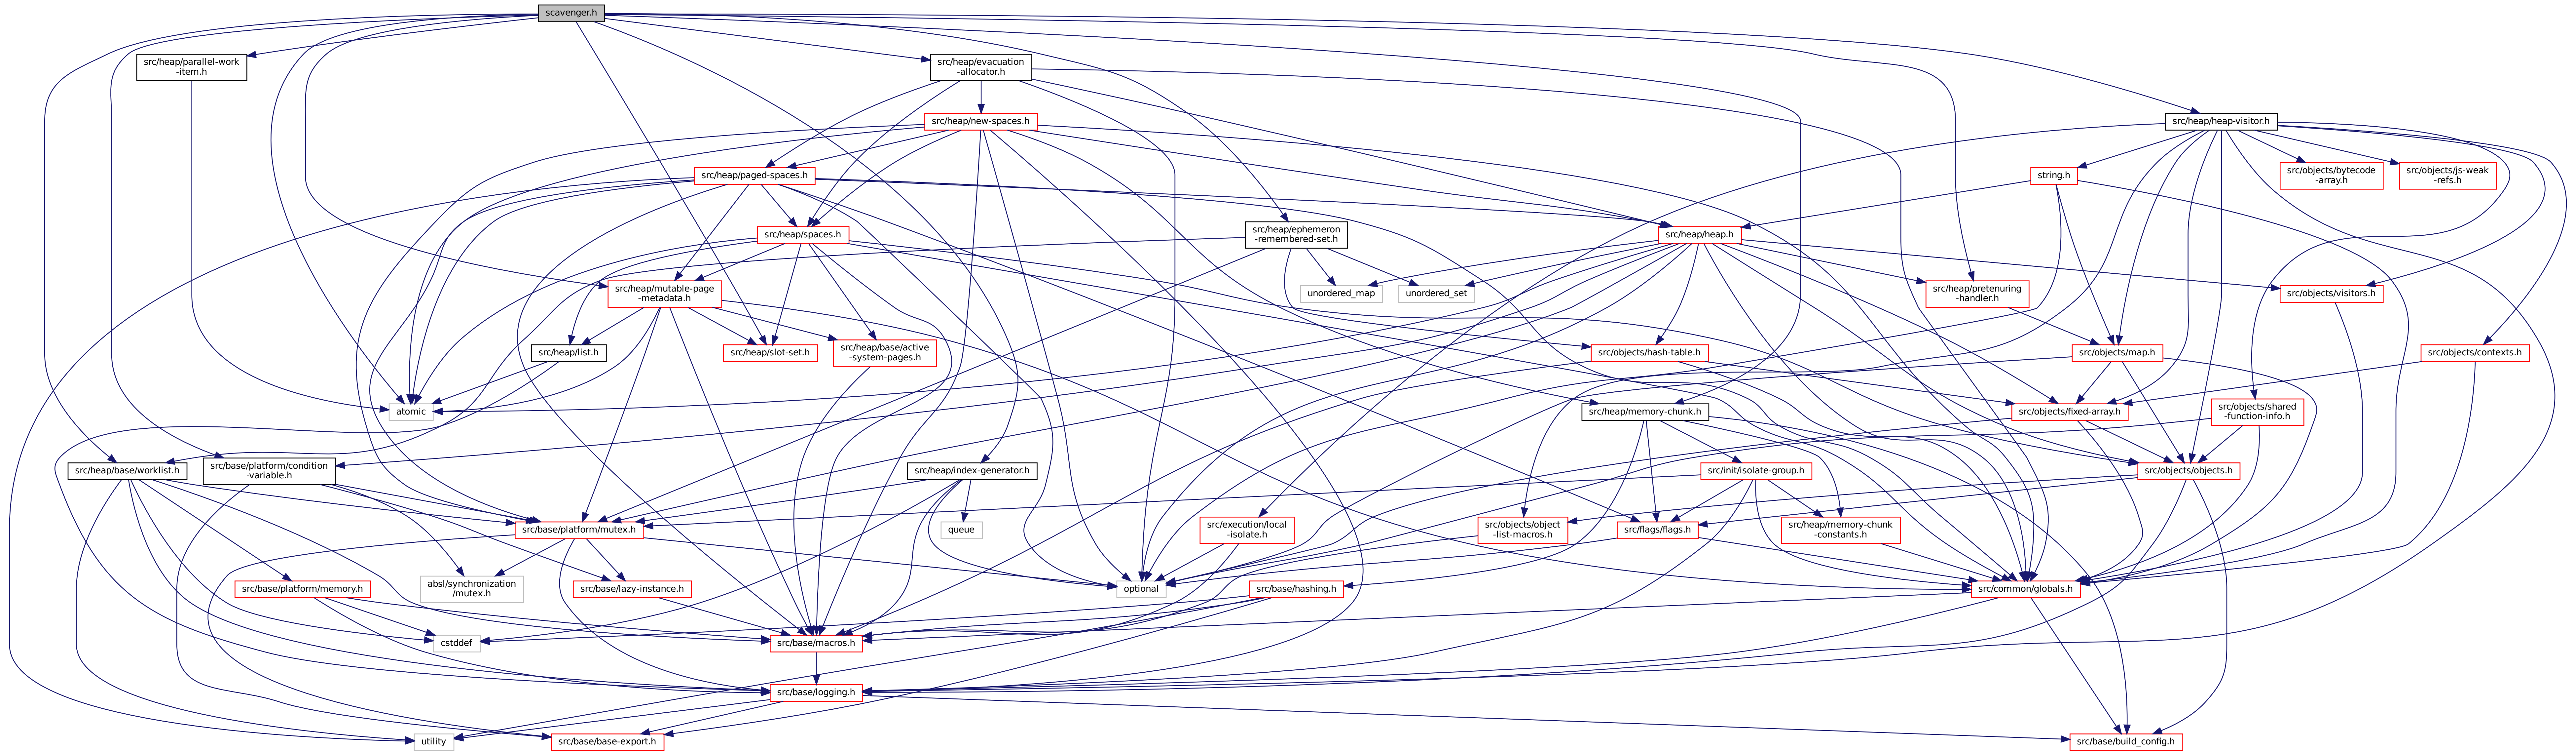 scavenger.h
src/heap/parallel-work
-item.h
src/heap/evacuation
-allocator.h
src/heap/new-spaces.h
src/heap/heap-visitor.h
src/heap/paged-spaces.h
string.h
src/objects/bytecode
-array.h
src/objects/js-weak
-refs.h
src/heap/spaces.h
src/heap/ephemeron
-remembered-set.h
src/heap/heap.h
src/heap/mutable-page
-metadata.h
unordered_map
unordered_set
src/heap/pretenuring
-handler.h
src/objects/visitors.h
src/heap/list.h
src/heap/slot-set.h
src/heap/base/active
-system-pages.h
src/objects/hash-table.h
src/objects/map.h
src/objects/contexts.h
atomic
src/heap/memory-chunk.h
src/objects/fixed-array.h
src/objects/shared
-function-info.h
src/heap/base/worklist.h
src/base/platform/condition
-variable.h
src/heap/index-generator.h
src/init/isolate-group.h
src/objects/objects.h
src/base/platform/mutex.h
queue
src/execution/local
-isolate.h
src/objects/object
-list-macros.h
src/flags/flags.h
src/heap/memory-chunk
-constants.h
src/base/platform/memory.h
absl/synchronization
/mutex.h
src/base/lazy-instance.h
optional
src/base/hashing.h
src/common/globals.h
cstddef
src/base/macros.h
src/base/logging.h
utility
src/base/base-export.h
src/base/build_config.h